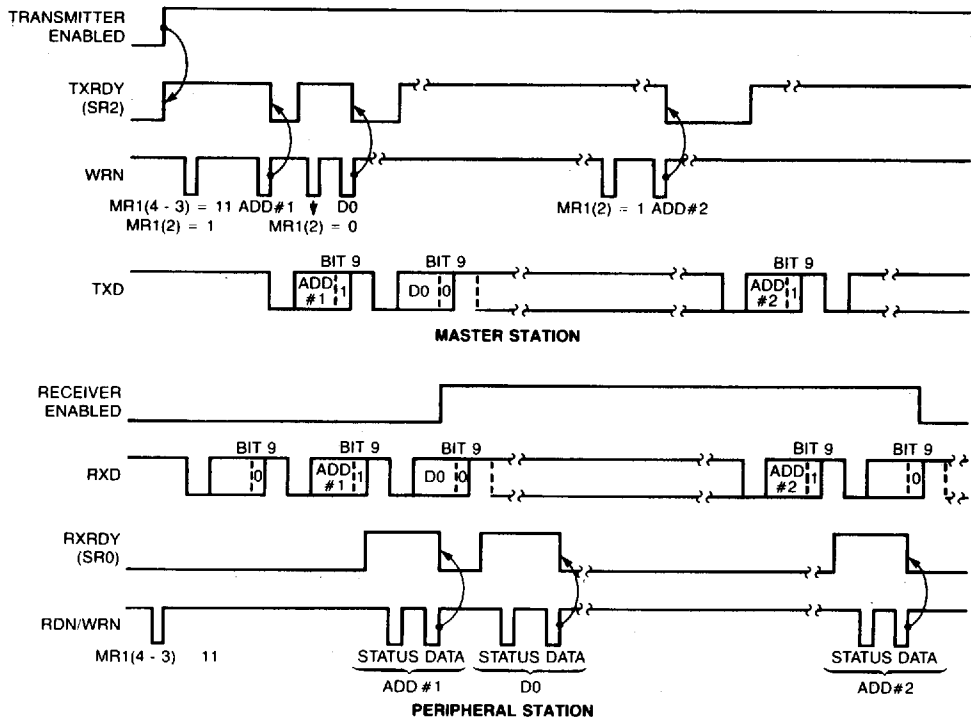 TRANSMITTER
ENABLED
TXRDY
(SR2)
WRN
MR1(4 - 3) = 11 ADD#1 D0
MR1(2) = 1 MR1(2) = 0
MR1(2) = 1 ADD#2
BIT 9 BIT 9 BIT 9
TXD
ADD
#1 1
D0 0
ADD
#2 1
MASTER STATION
RECEIVER
ENABLED
BIT 9 BIT 9 BIT 9 BIT 9 BIT 9
RXD
0
ADD
#1 1
D0 0
ADD
#2 1
0
RXRDY
(SR0)
RDN/WRN
MR1(4 - 3) 11
STATUS DATA STATUS DATA STATUS DATA
ADD #1 D0 ADD#2
PERIPHERAL STATION